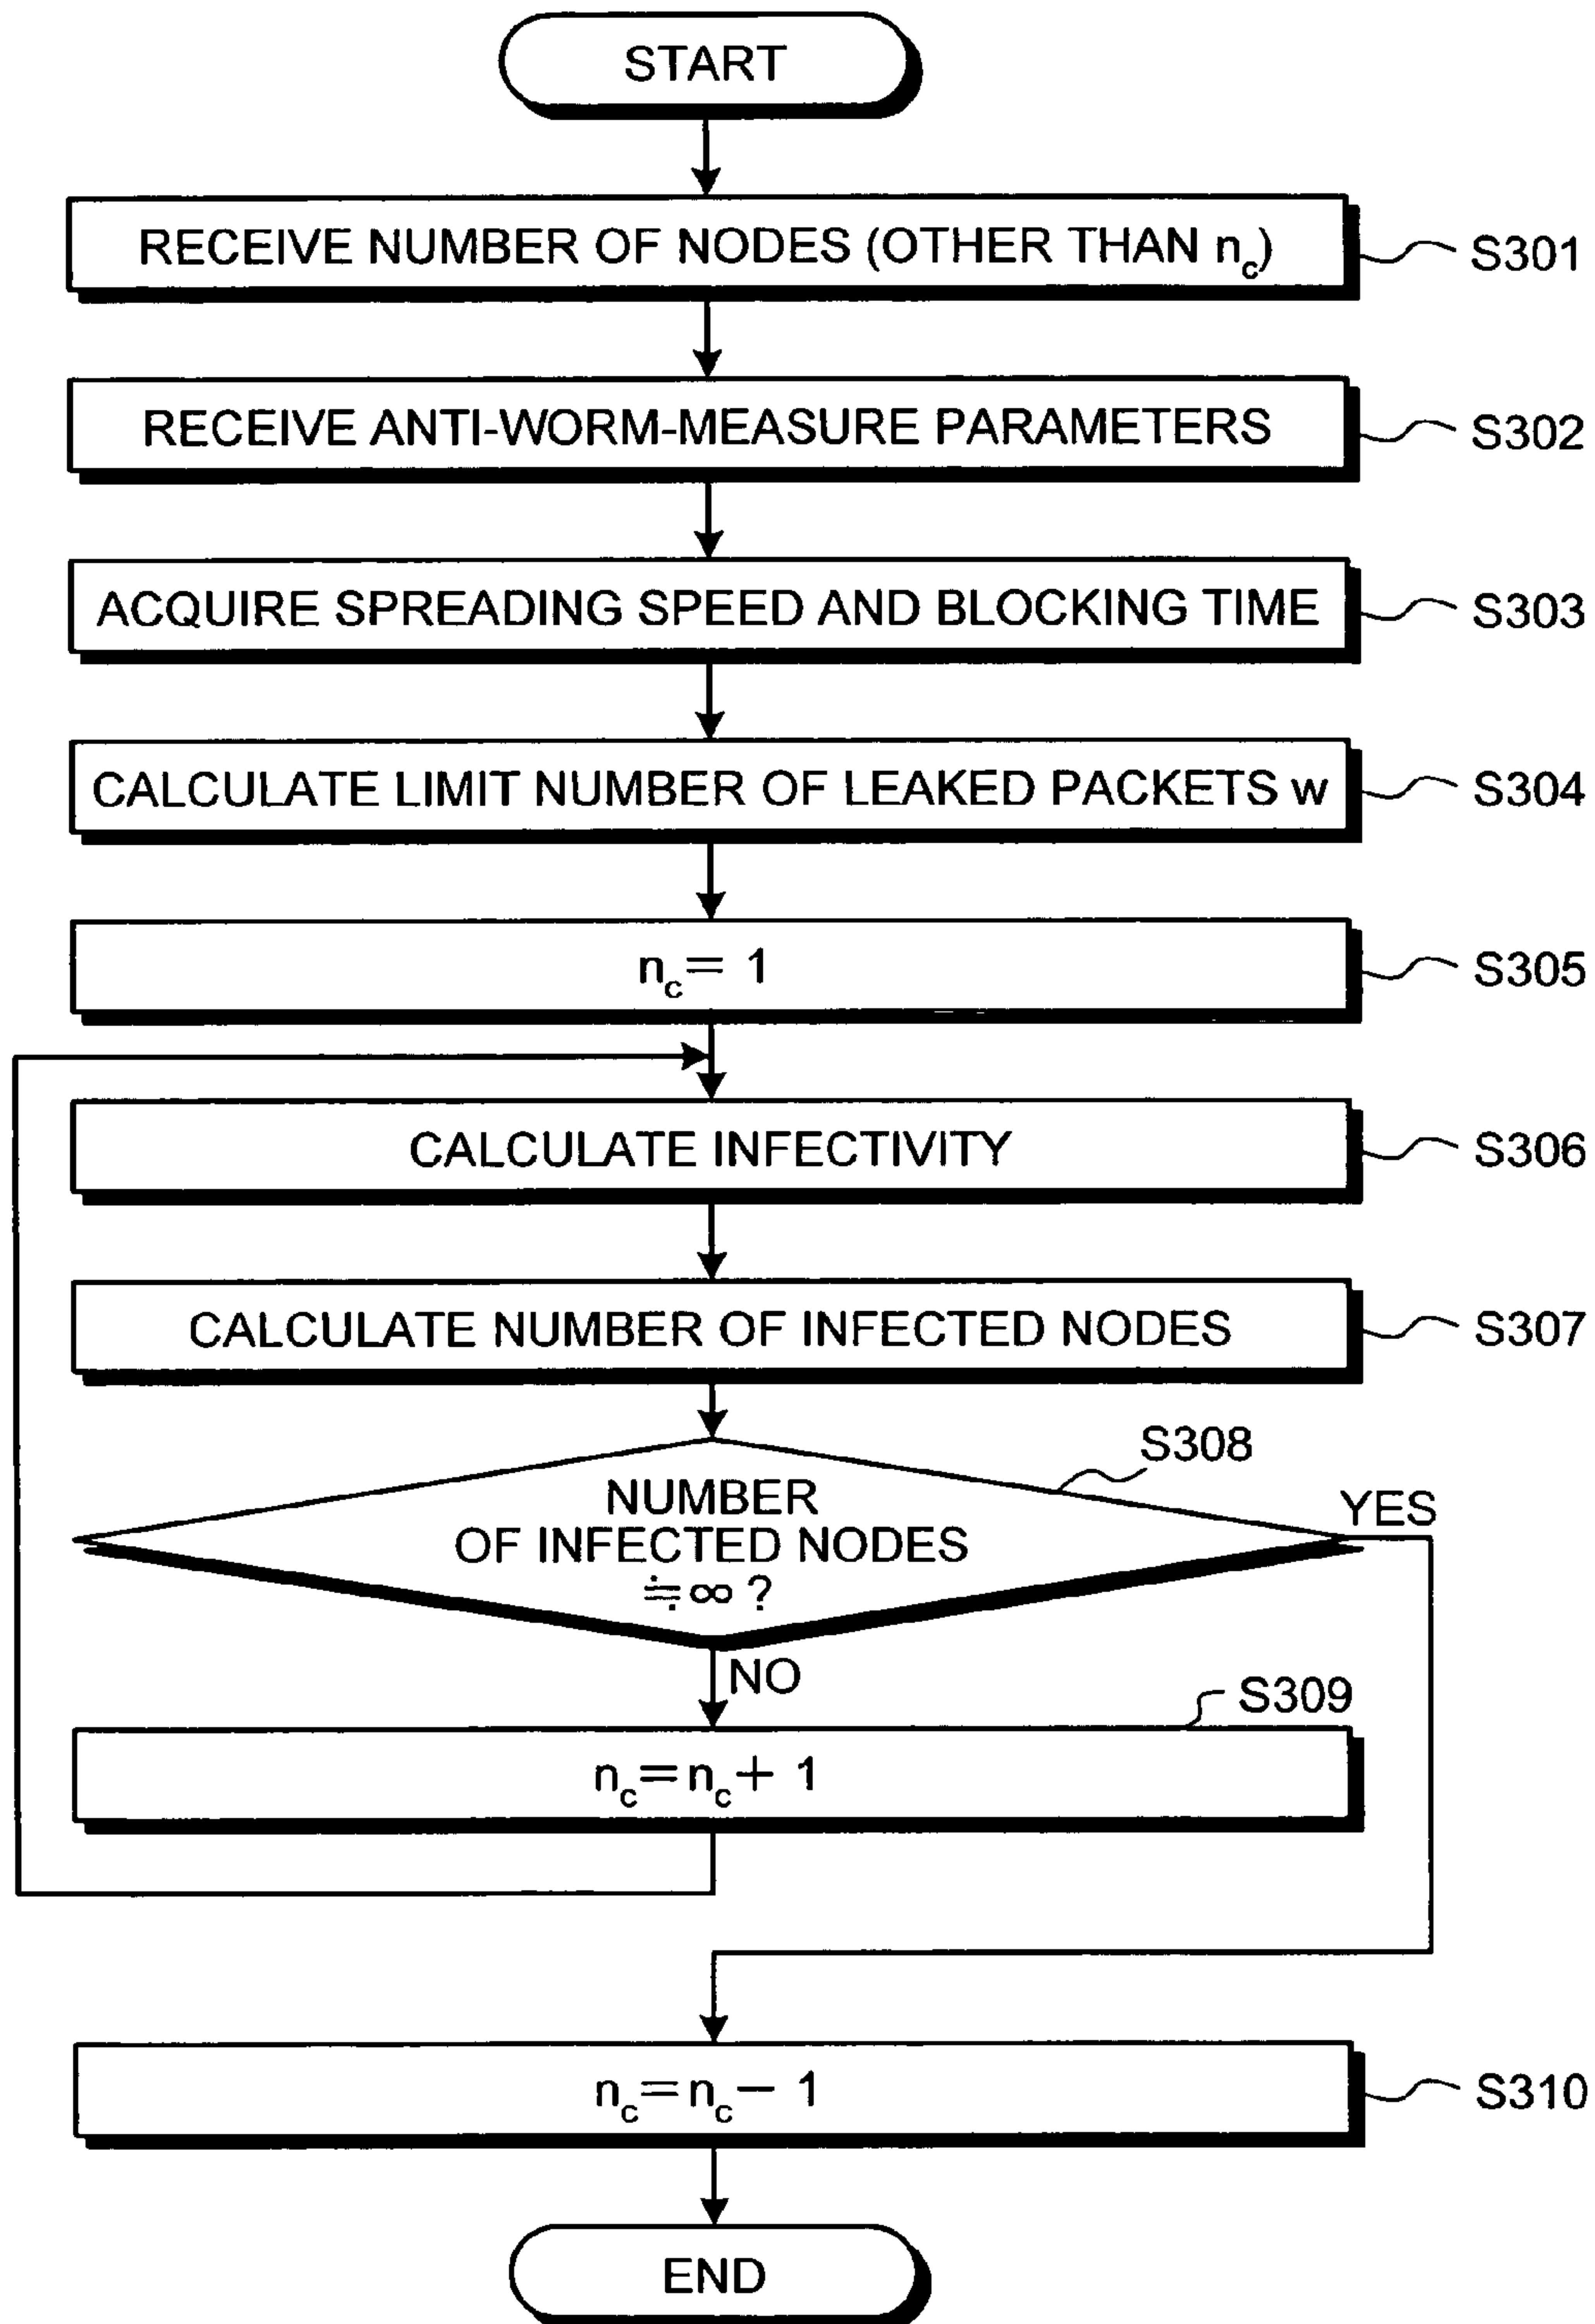 START
RECEIVE NUMBER OF NODES (OTHER THAN nc)
S301
RECEIVE ANTI-WORM-MEASURE PARAMETERS
S302
ACQUIRE SPREADING SPEED AND BLOCKING TIME
S303
CALCULATE LIMIT NUMBER OF LEAKED PACKETS w
S304
nc = 1
S305
CALCULATE INFECTIVITY
S306
CALCULATE NUMBER OF INFECTED NODES
S307
S308
NUMBER
OF INFECTED NODES
≒∞ ?
YES
NO
S309
nc = nc + 1
nc = nc − 1
S310
END